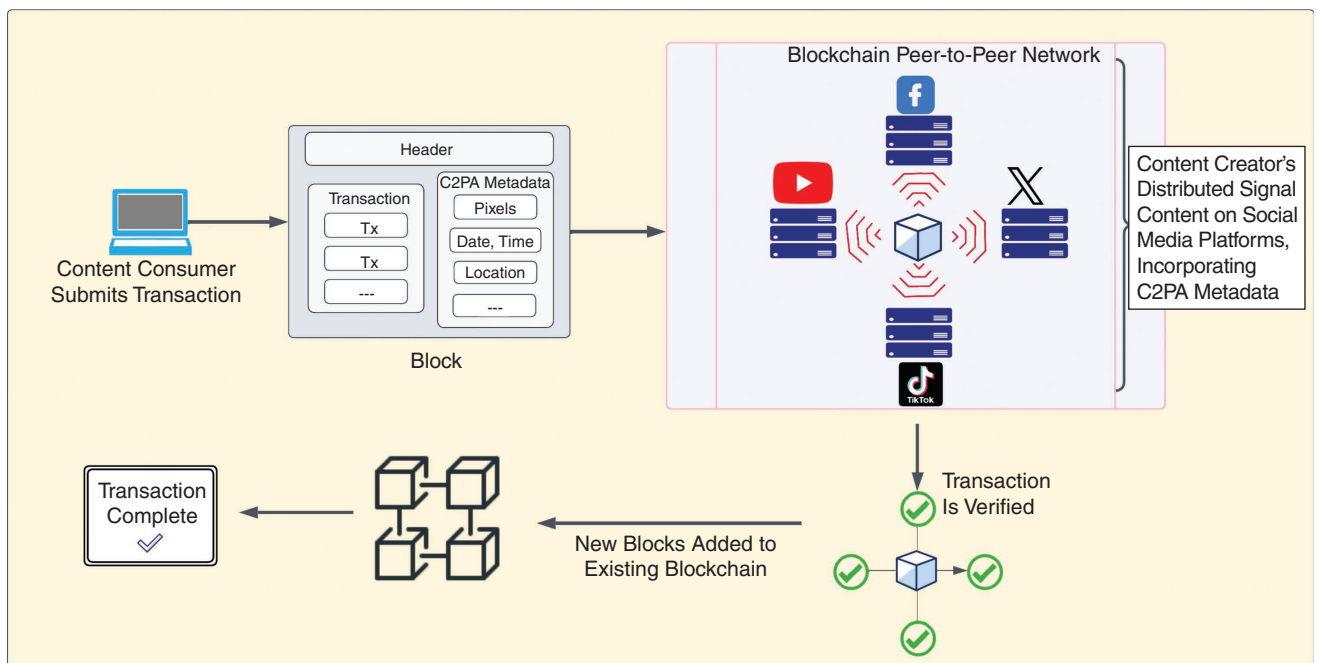 Blockchain Peer-to-Peer Network
Header
Transaction
Tx
Tx
---
C2PA Metadata
Pixels
Date, Time
Location
---
Block
Content Consumer
Submits Transaction
f
X
TikTok
Content Creator's
Distributed Signal
Content on Social
Media Platforms,
Incorporating
C2PA Metadata
Transaction
Is Verified
New Blocks Added to
Existing Blockchain
Transaction
Complete